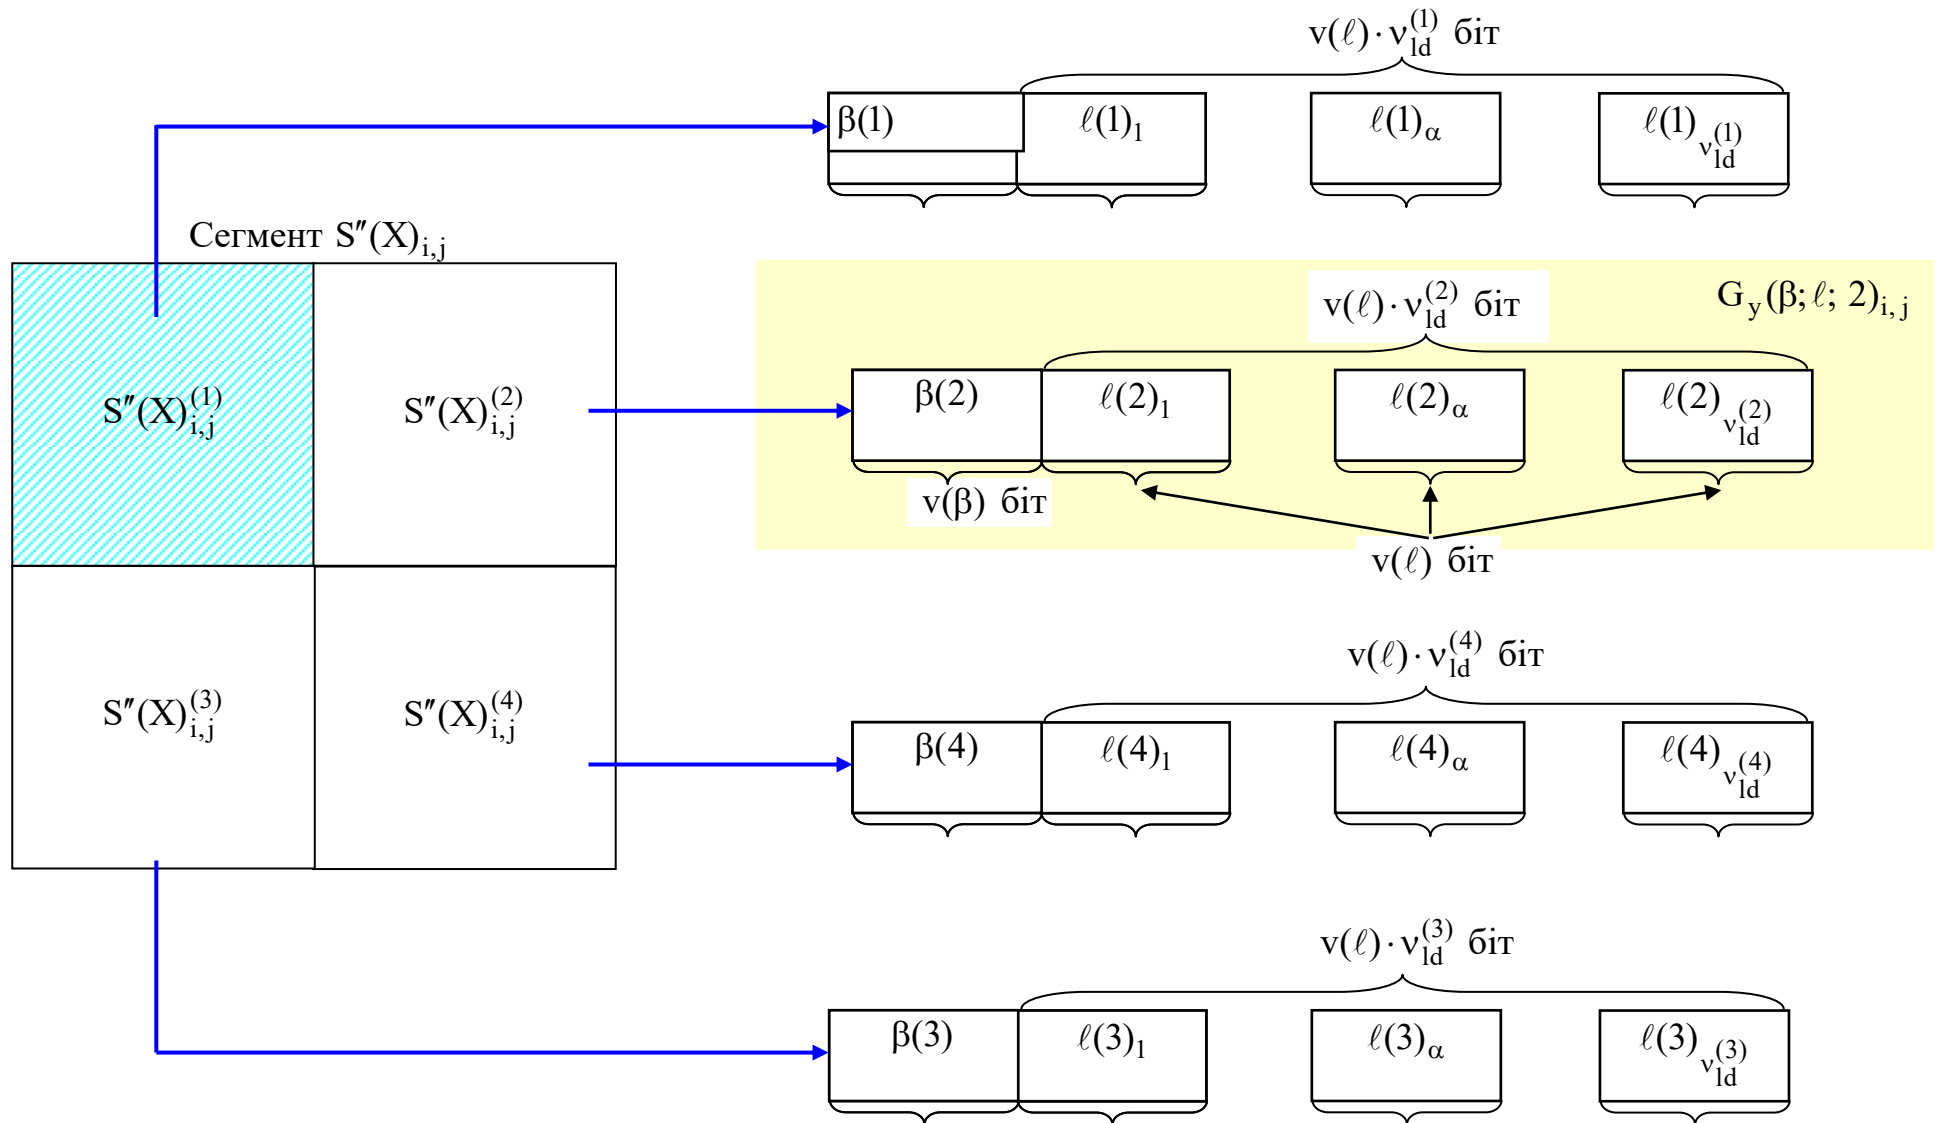 v(ℓ)·ν_ld^(1) біт
β(1) ℓ(1)_1 ℓ(1)_α ℓ(1)_ν_ld^(1)
Сегмент S″(X)_i,j
v(ℓ)·ν_ld^(2) біт G_y(β; ℓ; 2)_i,j
S″(X)_i,j^(1) S″(X)_i,j^(2) β(2) ℓ(2)_1 ℓ(2)_α ℓ(2)_ν_ld^(2)
v(β) біт
v(ℓ) біт
v(ℓ)·ν_ld^(4) біт
S″(X)_i,j^(3) S″(X)_i,j^(4) β(4) ℓ(4)_1 ℓ(4)_α ℓ(4)_ν_ld^(4)
v(ℓ)·ν_ld^(3) біт
β(3) ℓ(3)_1 ℓ(3)_α ℓ(3)_ν_ld^(3)